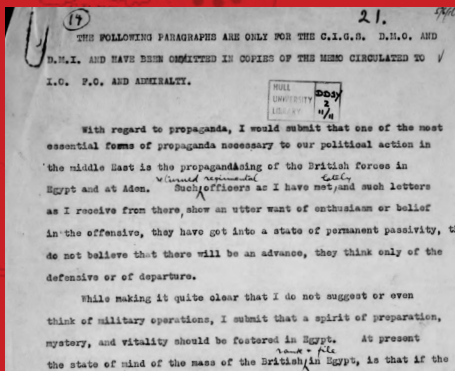 (17)
21.
THE FOLLOWING PARAGRAPHS ARE ONLY FOR THE C.I.G.S. D.M.O. AND
D.M.I. AND HAVE BEEN OMITTED IN COPIES OF THE MEMO CIRCULATED TO
I.O. F.O. AND ADMIRALTY.
HULL
UNIVERSITY
LIBRARY
DDSY
2
11/11
With regard to propaganda, I would submit that one of the most
essential forms of propaganda necessary to our political action in
the middle East is the propagandising of the British forces in
Egypt and at Aden. Such returned regimental officers as I have met lately and such letters
as I receive from there, show an utter want of enthusiasm or belief
in the offensive, they have got into a state of permanent passivity,
do not believe that there will be an advance, they think only of the
defensive or of departure.
While making it quite clear that I do not suggest or even
think of military operations, I submit that a spirit of preparation,
mystery, and vitality should be fostered in Egypt. At present
the state of mind of the mass of the British rank & file in Egypt, is that if the